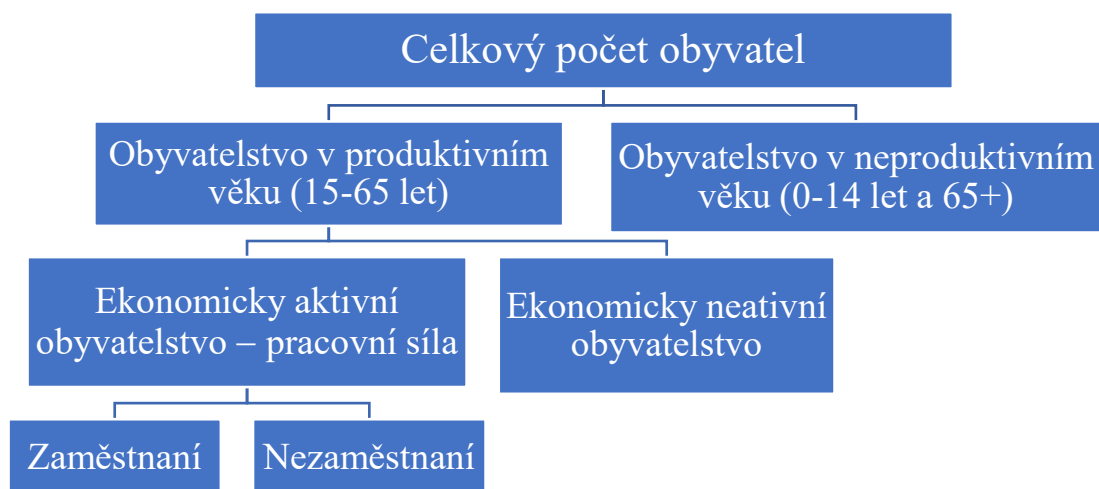 Celkový počet obyvatel
Obyvatelstvo v produktivním
věku (15-65 let)
Obyvatelstvo v neproduktivním
věku (0-14 let a 65+)
Ekonomicky aktivní
obyvatelstvo – pracovní síla
Ekonomicky neativní
obyvatelstvo
Zaměstnaní
Nezaměstnaní